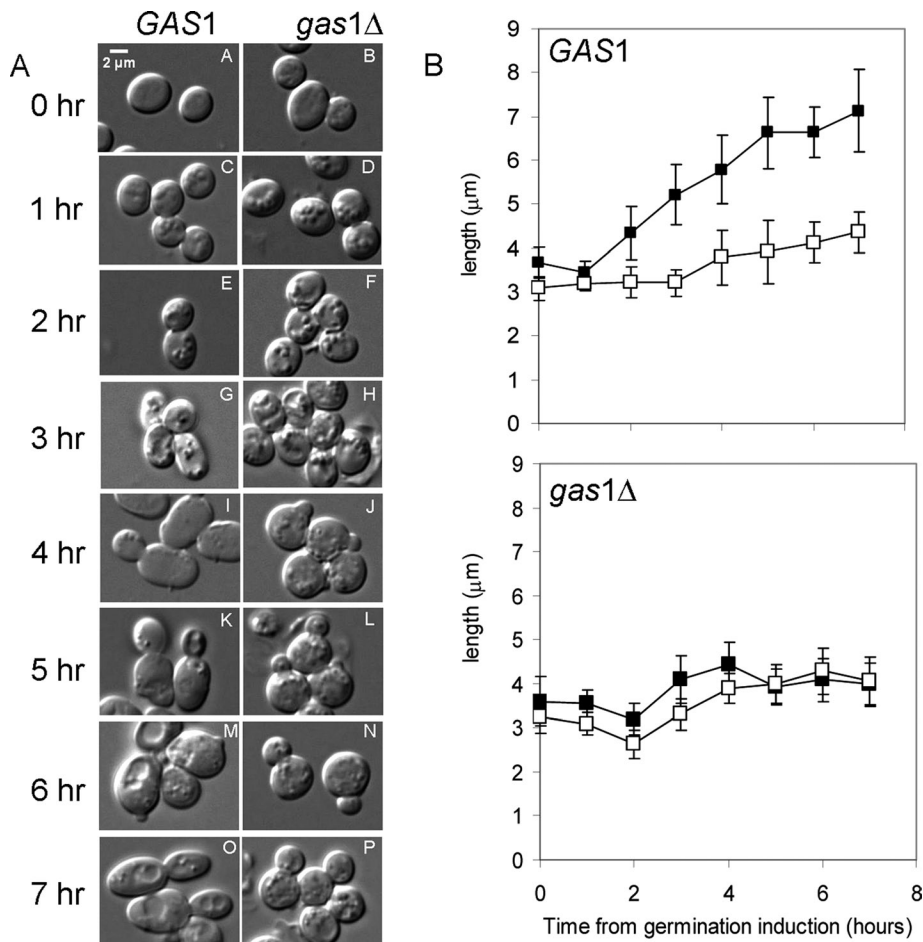 GAS1 gas1Δ
A
2 μm
A B
0 hr
C D
1 hr
E F
2 hr
G H
3 hr
I J
4 hr
K L
5 hr
M N
6 hr
O P
7 hr
B
GAS1
length (μm)
9
8
7
6
5
4
3
2
1
0
gas1Δ
length (μm)
9
8
7
6
5
4
3
2
1
0
0 2 4 6 8
Time from germination induction (hours)